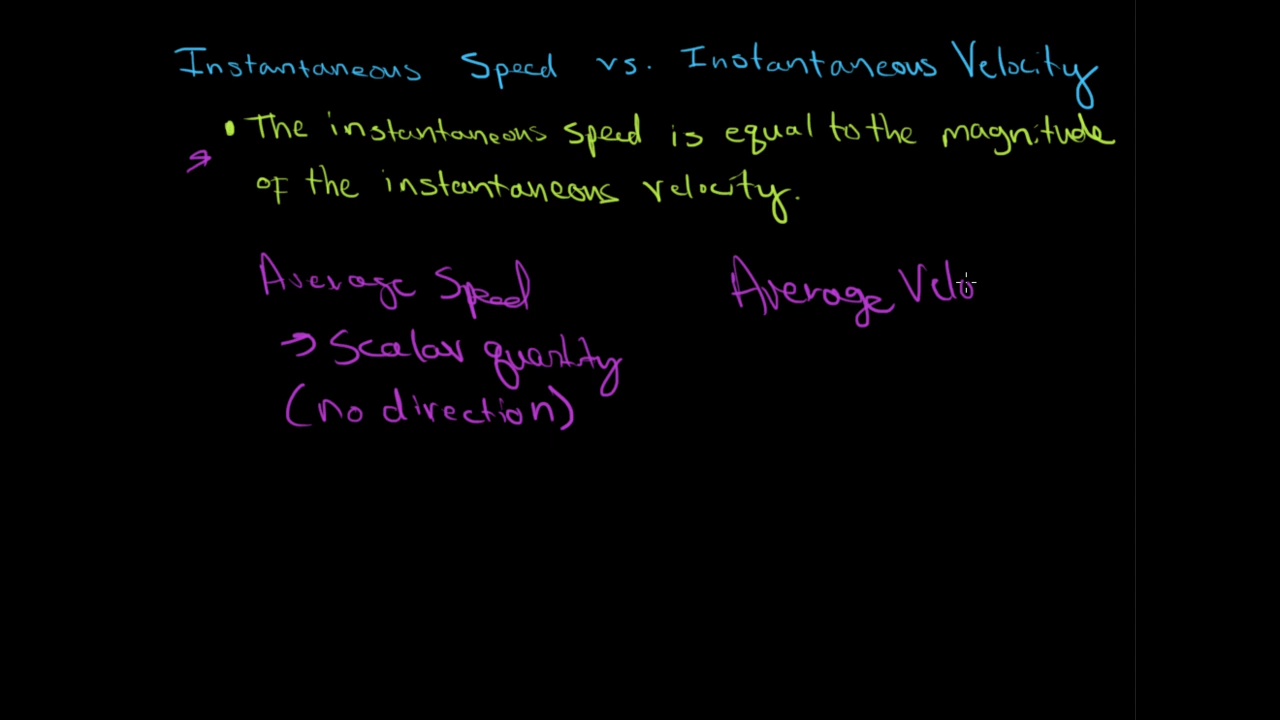 Instantaneous Speed vs. Instantaneous Velocity
• The instantaneous speed is equal to the magnitude
of the instantaneous velocity.
Average Speed
→ Scalar quantity
(no direction)
Average Velo